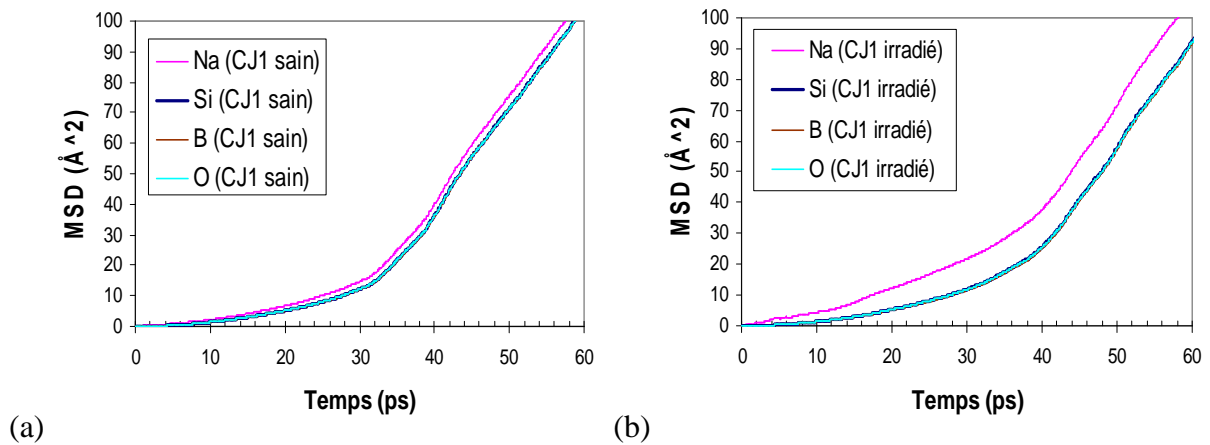 100
90
80
70
60
50
40
30
20
10
0
MSD (Å^2)
Na (CJ1 sain)
Si (CJ1 sain)
B (CJ1 sain)
O (CJ1 sain)
0 10 20 30 40 50 60
Temps (ps)
(a)
100
90
80
70
60
50
40
30
20
10
0
MSD (Å^2)
Na (CJ1 irradié)
Si (CJ1 irradié)
B (CJ1 irradié)
O (CJ1 irradié)
0 10 20 30 40 50 60
Temps (ps)
(b)